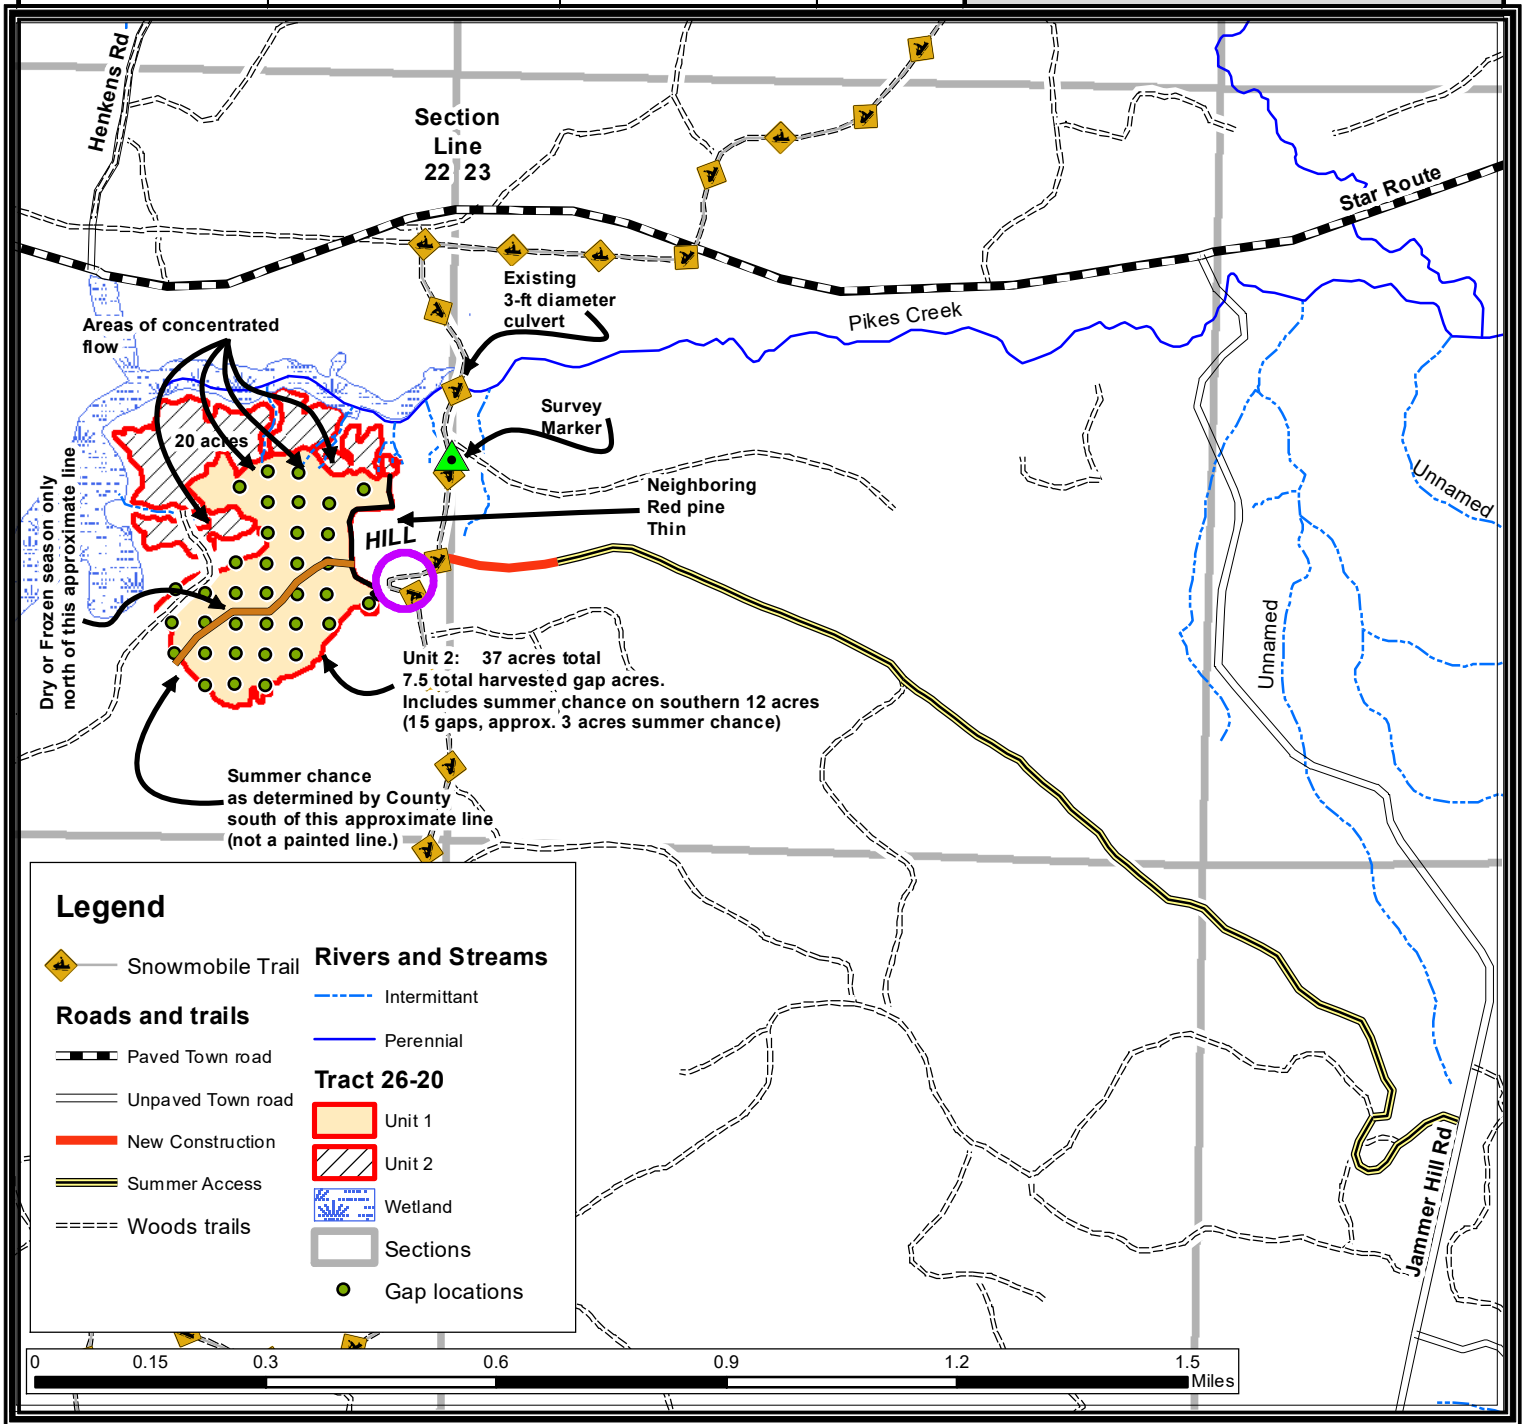 Henkens Rd
Section
Line
22 23
Star Route
Existing
3-ft diameter
culvert
Pikes Creek
Areas of concentrated
flow
Survey
Marker
20 acres
Neighboring
Red pine
Thin
HILL
Unnamed
Unnamed
Dry or Frozen season only
north of this approximate line
Unit 2: 37 acres total
7.5 total harvested gap acres.
Includes summer chance on southern 12 acres
(15 gaps, approx. 3 acres summer chance)
Summer chance
as determined by County
south of this approximate line
(not a painted line.)
Jammer Hill Rd
Legend
Snowmobile Trail
Roads and trails
Paved Town road
Unpaved Town road
New Construction
Summer Access
Woods trails
Rivers and Streams
Intermittant
Perennial
Tract 26-20
Unit 1
Unit 2
Wetland
Sections
Gap locations
0 0.15 0.3 0.6 0.9 1.2 1.5
Miles